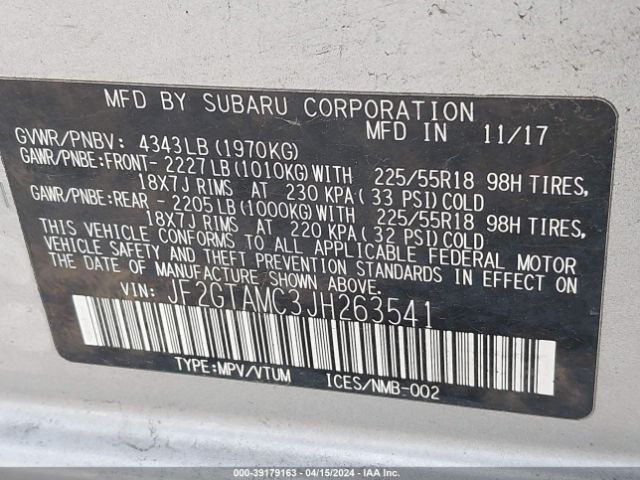 MFD BY SUBARU CORPORATION
MFD IN 11/17
GVWR/PNBV: 4343LB (1970KG)
GAWR/PNBE:FRONT- 2227LB (1010KG) WITH 225/55R18 98H TIRES,
18X7J RIMS AT 230 KPA (33 PSI) COLD
GAWR/PNBE:REAR - 2205LB (1000KG) WITH 225/55R18 98H TIRES,
18X7J RIMS AT 220 KPA (32 PSI) COLD
THIS VEHICLE CONFORMS TO ALL APPLICABLE FEDERAL MOTOR
VEHICLE SAFETY AND THEFT PREVENTION STANDARDS IN EFFECT ON
THE DATE OF MANUFACTURE SHOWN ABOVE.
VIN: JF2GTAMC3JH263541
TYPE:MPV/VTUM ICES/NMB-002
000-39179163 - 04/15/2024 - IAA Inc.